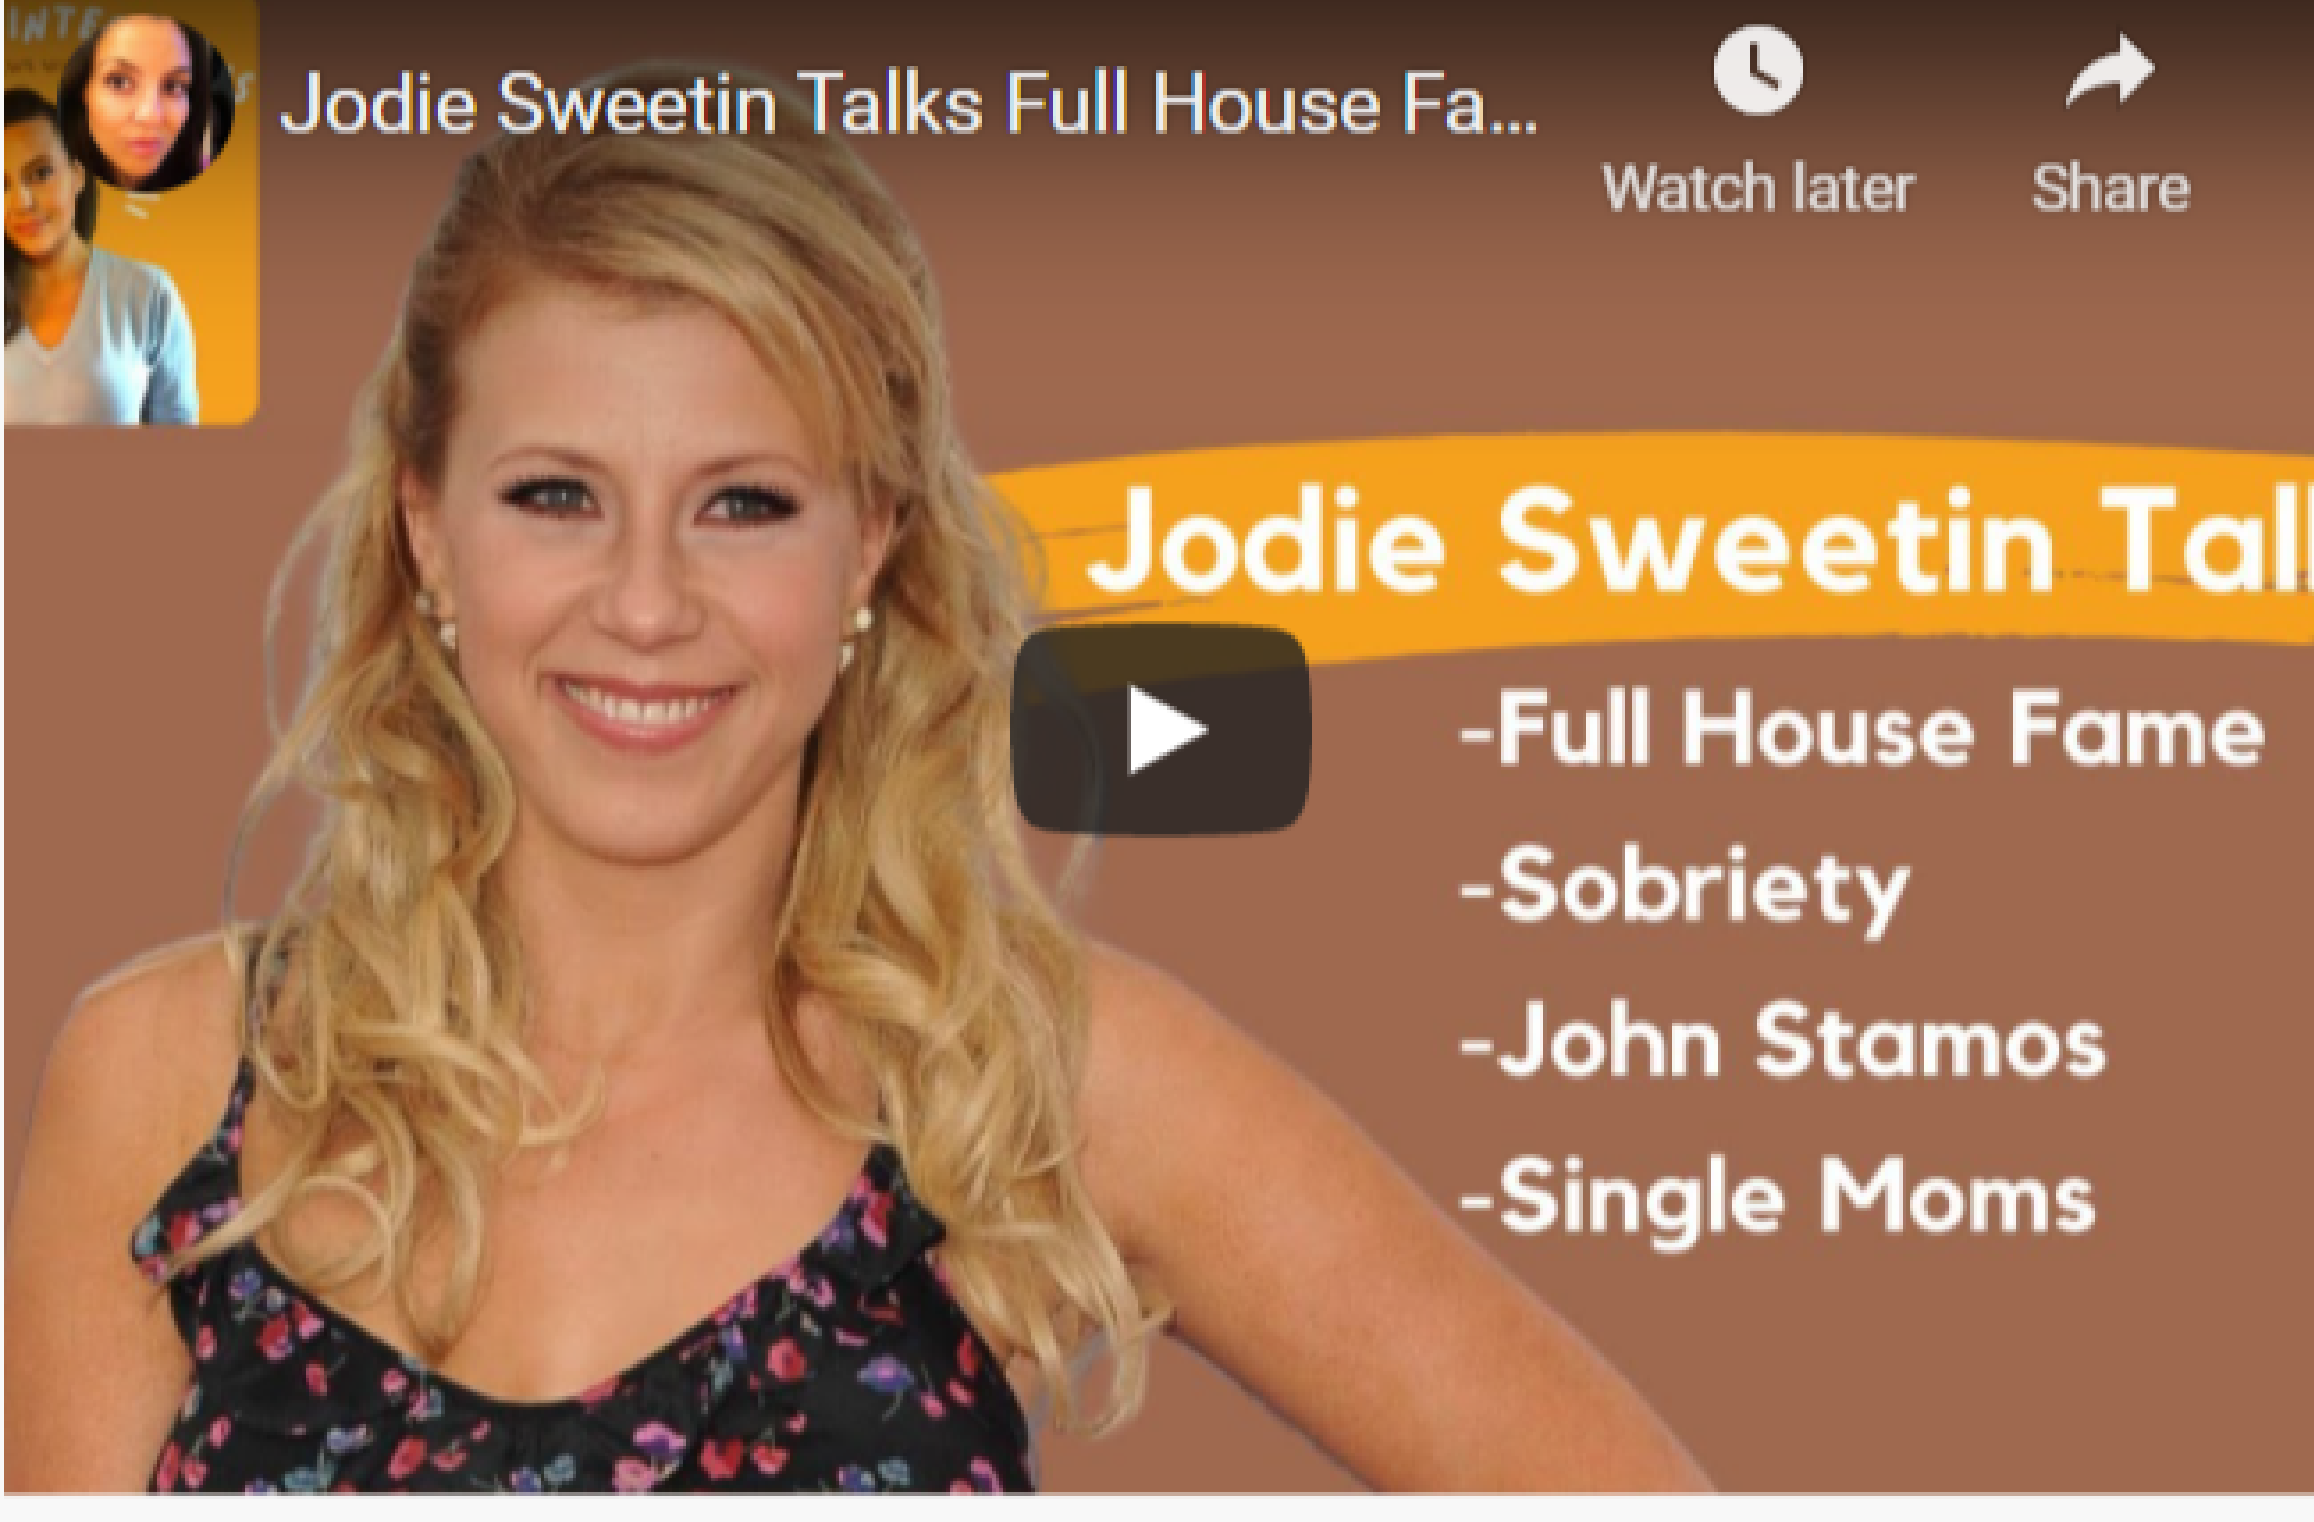 Jodie Sweetin Talks Full House Fa...
Watch later
Share
Jodie Sweetin
-Full House Fame
-Sobriety
-John Stamos
-Single Moms